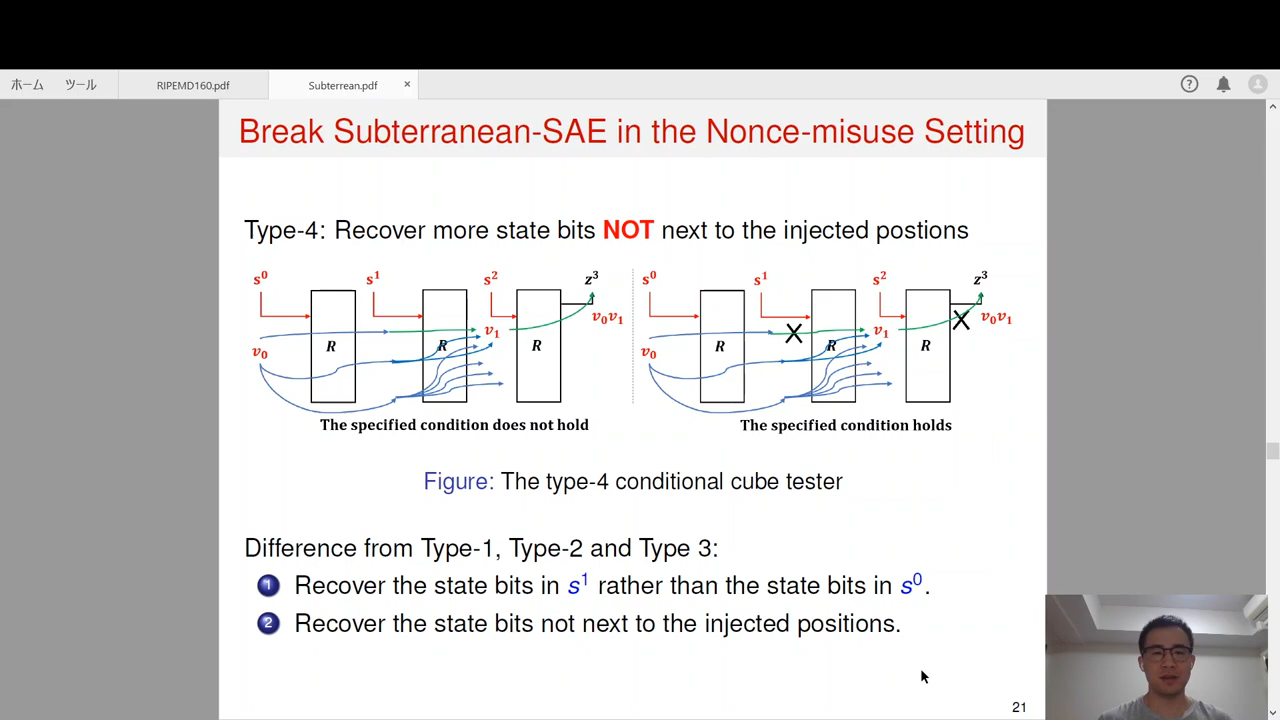 ホーム ツール RIPEMD160.pdf Subterrean.pdf × ?
Break Subterranean-SAE in the Nonce-misuse Setting
Type-4: Recover more state bits NOT next to the injected postions
s⁰ s¹ s² z³ s⁰ s¹ s² z³
v₀v₁ v₀v₁
v₁ v₁
R R R R R R
v₀ v₀
The specified condition does not hold The specified condition holds
Figure: The type-4 conditional cube tester
Difference from Type-1, Type-2 and Type 3:
1 Recover the state bits in s¹ rather than the state bits in s⁰.
2 Recover the state bits not next to the injected positions.
21